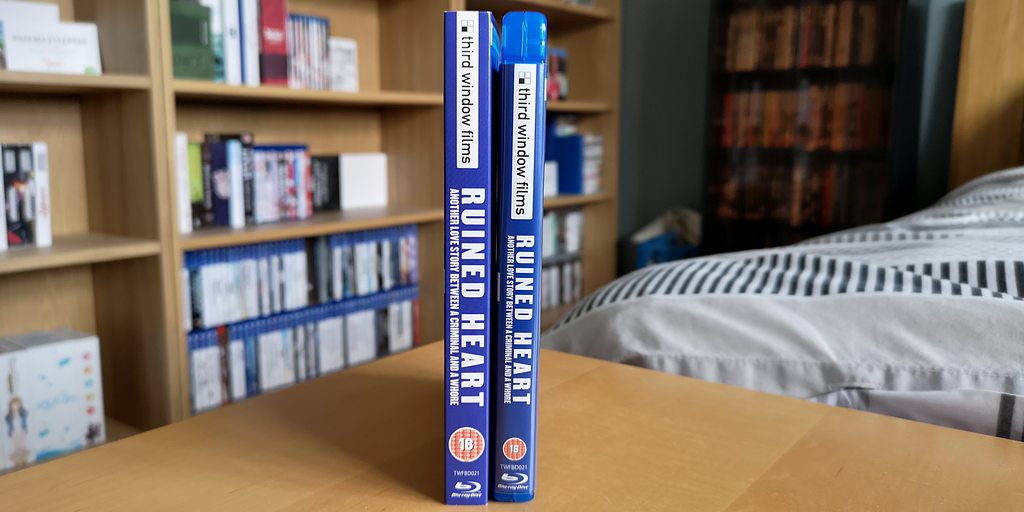 third window films
RUINED HEART
ANOTHER LOVE STORY BETWEEN A CRIMINAL AND A WHORE
18
TWFBD021
Blu-ray Disc
third window films
RUINED HEART
ANOTHER LOVE STORY BETWEEN A CRIMINAL AND A WHORE
18
TWFBD021
Blu-ray Disc